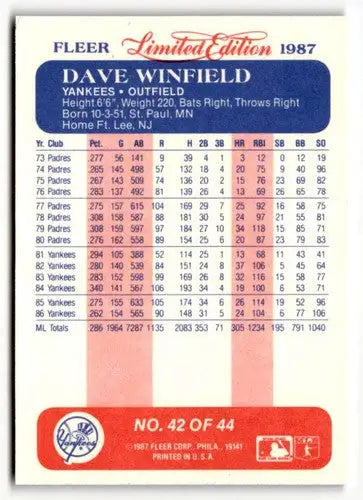 FLEER Limited Edition 1987
DAVE WINFIELD
YANKEES • OUTFIELD
Height 6'6", Weight 220, Bats Right, Throws Right
Born 10-3-51, St. Paul, MN
Home Ft. Lee, NJ
Yr. Club Pct. G AB R H 2B 3B HR RBI SB BB SO
73 Padres .277 56 141 9 39 4 1 3 12 0 12 19
74 Padres .265 145 498 57 132 18 4 20 75 9 40 96
75 Padres .267 143 509 74 136 20 2 15 76 23 69 82
76 Padres .283 137 492 81 139 26 4 13 69 26 65 78
77 Padres .275 157 615 104 169 29 7 25 92 16 58 75
78 Padres .308 158 587 88 181 30 5 24 97 21 55 81
79 Padres .308 159 597 97 184 27 10 34 118 15 85 71
80 Padres .276 162 558 89 154 25 6 20 87 23 79 83
81 Yankees .294 105 388 52 114 25 1 13 68 11 43 41
82 Yankees .280 140 539 84 151 24 8 37 106 5 45 64
83 Yankees .283 152 598 99 169 26 8 32 116 15 58 77
84 Yankees .340 141 567 106 193 34 4 19 100 6 53 71
85 Yankees .275 155 633 105 174 34 6 26 114 19 52 96
86 Yankees .262 154 565 90 148 31 5 24 104 6 77 106
ML Totals .286 1964 7287 1135 2083 353 71 305 1234 195 791 1040
NO. 42 OF 44
Yankees
©1987 FLEER CORP., PHILA., 19141
PRINTED IN U.S.A.